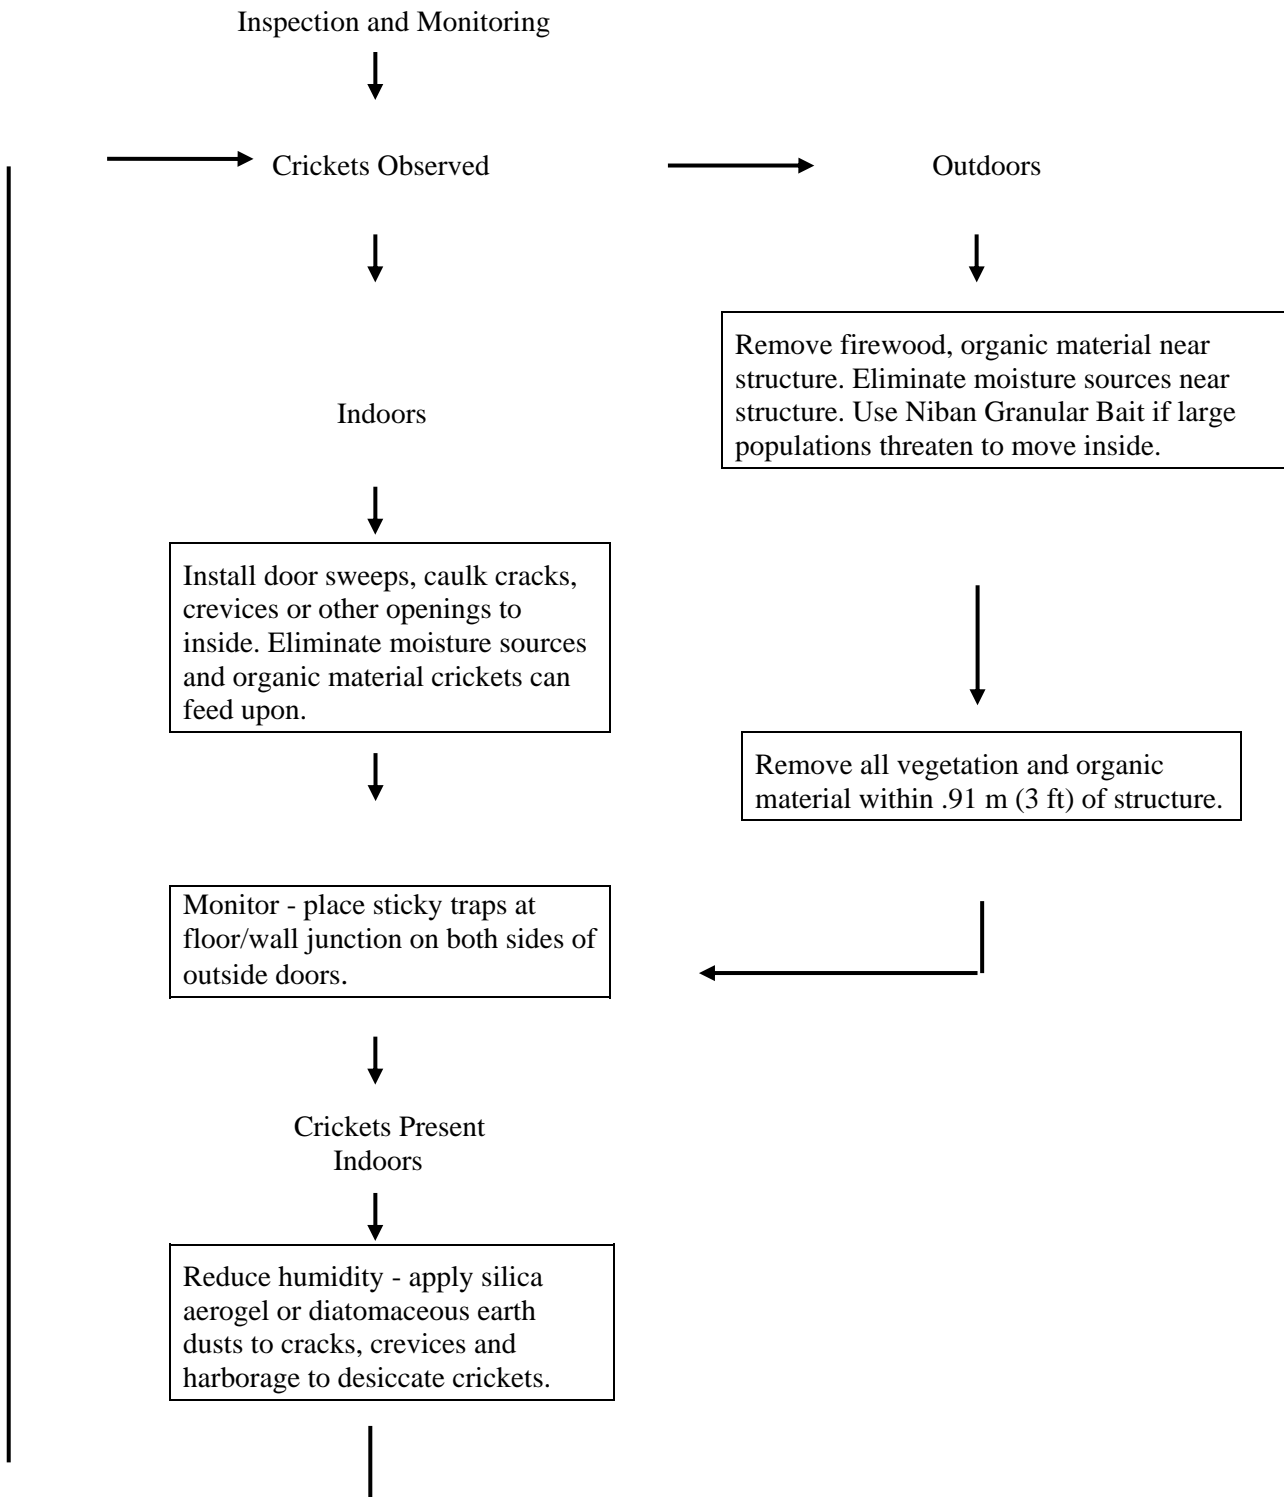 Inspection and Monitoring
Crickets Observed
Outdoors
Remove firewood, organic material near
structure. Eliminate moisture sources near
structure. Use Niban Granular Bait if large
populations threaten to move inside.
Indoors
Install door sweeps, caulk cracks,
crevices or other openings to
inside. Eliminate moisture sources
and organic material crickets can
feed upon.
Remove all vegetation and organic
material within .91 m (3 ft) of structure.
Monitor - place sticky traps at
floor/wall junction on both sides of
outside doors.
Crickets Present
Indoors
Reduce humidity - apply silica
aerogel or diatomaceous earth
dusts to cracks, crevices and
harborage to desiccate crickets.